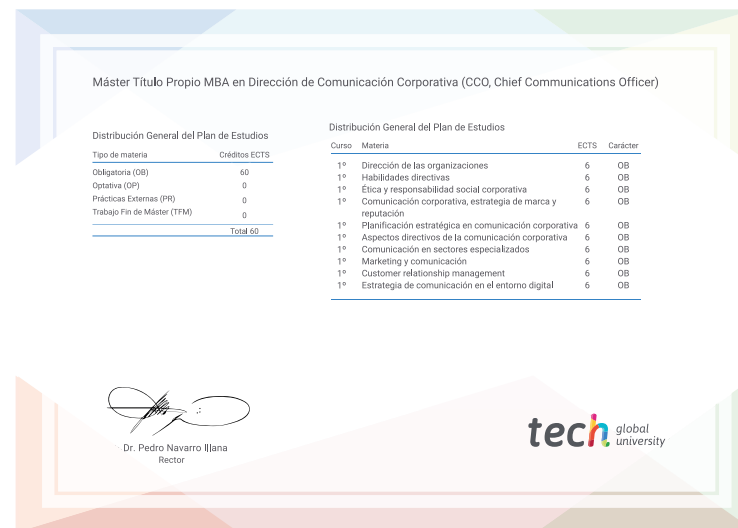 Máster Título Propio MBA en Dirección de Comunicación Corporativa (CCO, Chief Communications Officer)
Distribución General del Plan de Estudios
Tipo de materia Créditos ECTS
Obligatoria (OB) 60
Optativa (OP) 0
Prácticas Externas (PR) 0
Trabajo Fin de Máster (TFM) 0
Total 60
Distribución General del Plan de Estudios
Curso Materia ECTS Carácter
1º Dirección de las organizaciones 6 OB
1º Habilidades directivas 6 OB
1º Ética y responsabilidad social corporativa 6 OB
1º Comunicación corporativa, estrategia de marca y 6 OB
reputación
1º Planificación estratégica en comunicación corporativa 6 OB
1º Aspectos directivos de la comunicación corporativa 6 OB
1º Comunicación en sectores especializados 6 OB
1º Marketing y comunicación 6 OB
1º Customer relationship management 6 OB
1º Estrategia de comunicación en el entorno digital 6 OB
Dr. Pedro Navarro Illana
Rector
tech global
university